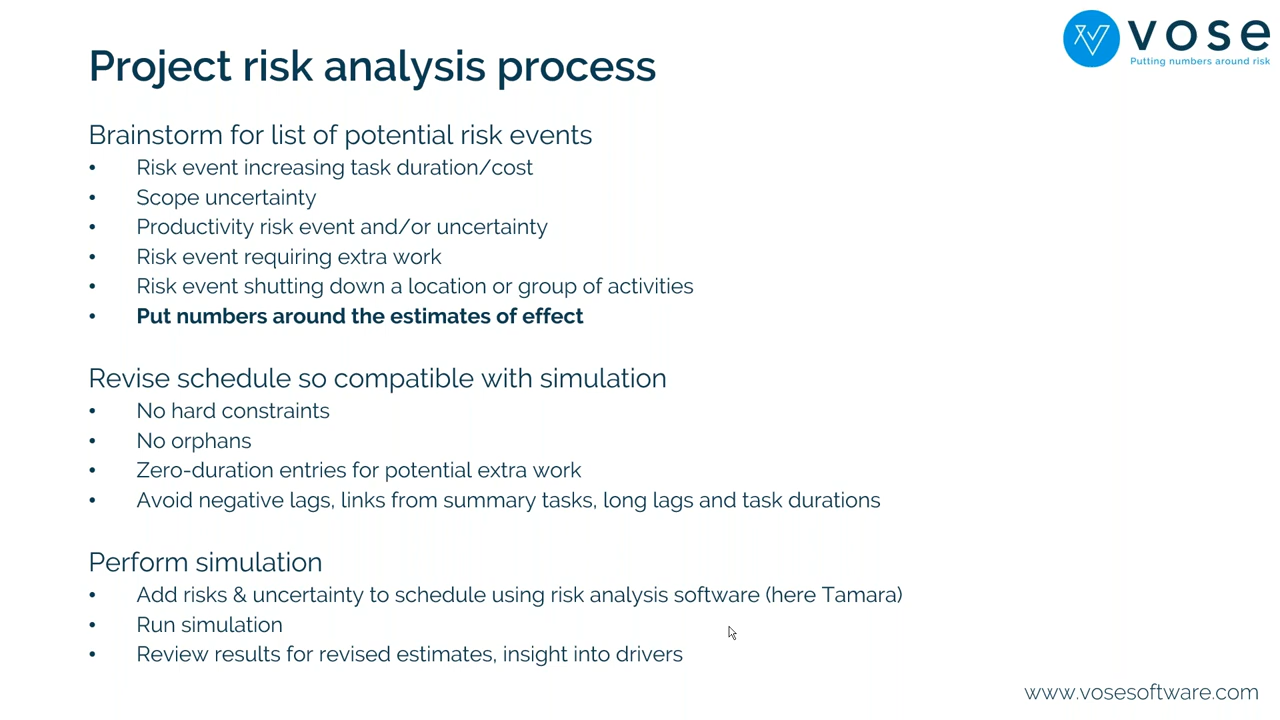 vose
Putting numbers around risk
Project risk analysis process
Brainstorm for list of potential risk events
• Risk event increasing task duration/cost
• Scope uncertainty
• Productivity risk event and/or uncertainty
• Risk event requiring extra work
• Risk event shutting down a location or group of activities
• Put numbers around the estimates of effect
Revise schedule so compatible with simulation
• No hard constraints
• No orphans
• Zero-duration entries for potential extra work
• Avoid negative lags, links from summary tasks, long lags and task durations
Perform simulation
• Add risks & uncertainty to schedule using risk analysis software (here Tamara)
• Run simulation
• Review results for revised estimates, insight into drivers
www.vosesoftware.com